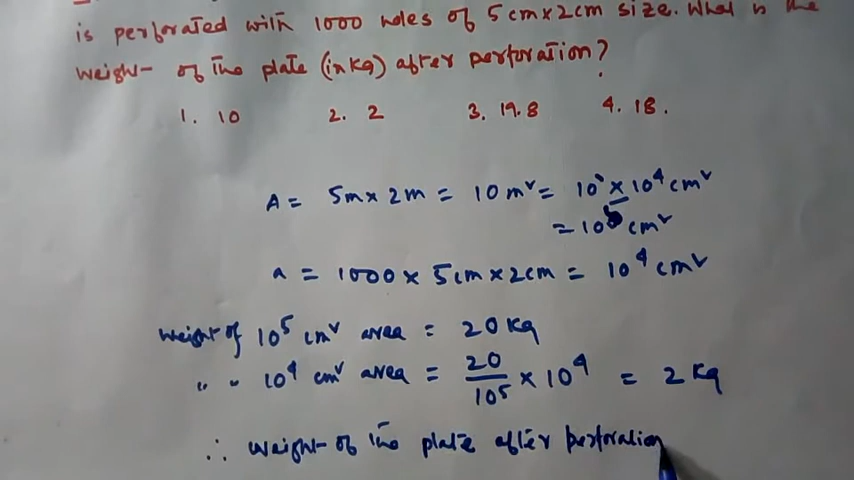 is perforated with 1000 holes of 5cm×2cm size. What is the
weight of the plate (in kg) after perforation?
1. 10 2. 2 3. 19.8 4. 18.
A = 5m × 2m = 10 m² = 10 × 10⁴ cm²
= 10⁵ cm²
a = 1000 × 5cm × 2cm = 10⁴ cm²
weight of 10⁵ cm² area = 20 kg
" " 10⁴ cm² area = 20/10⁵ × 10⁴ = 2 kg
∴ weight of the plate after perforation